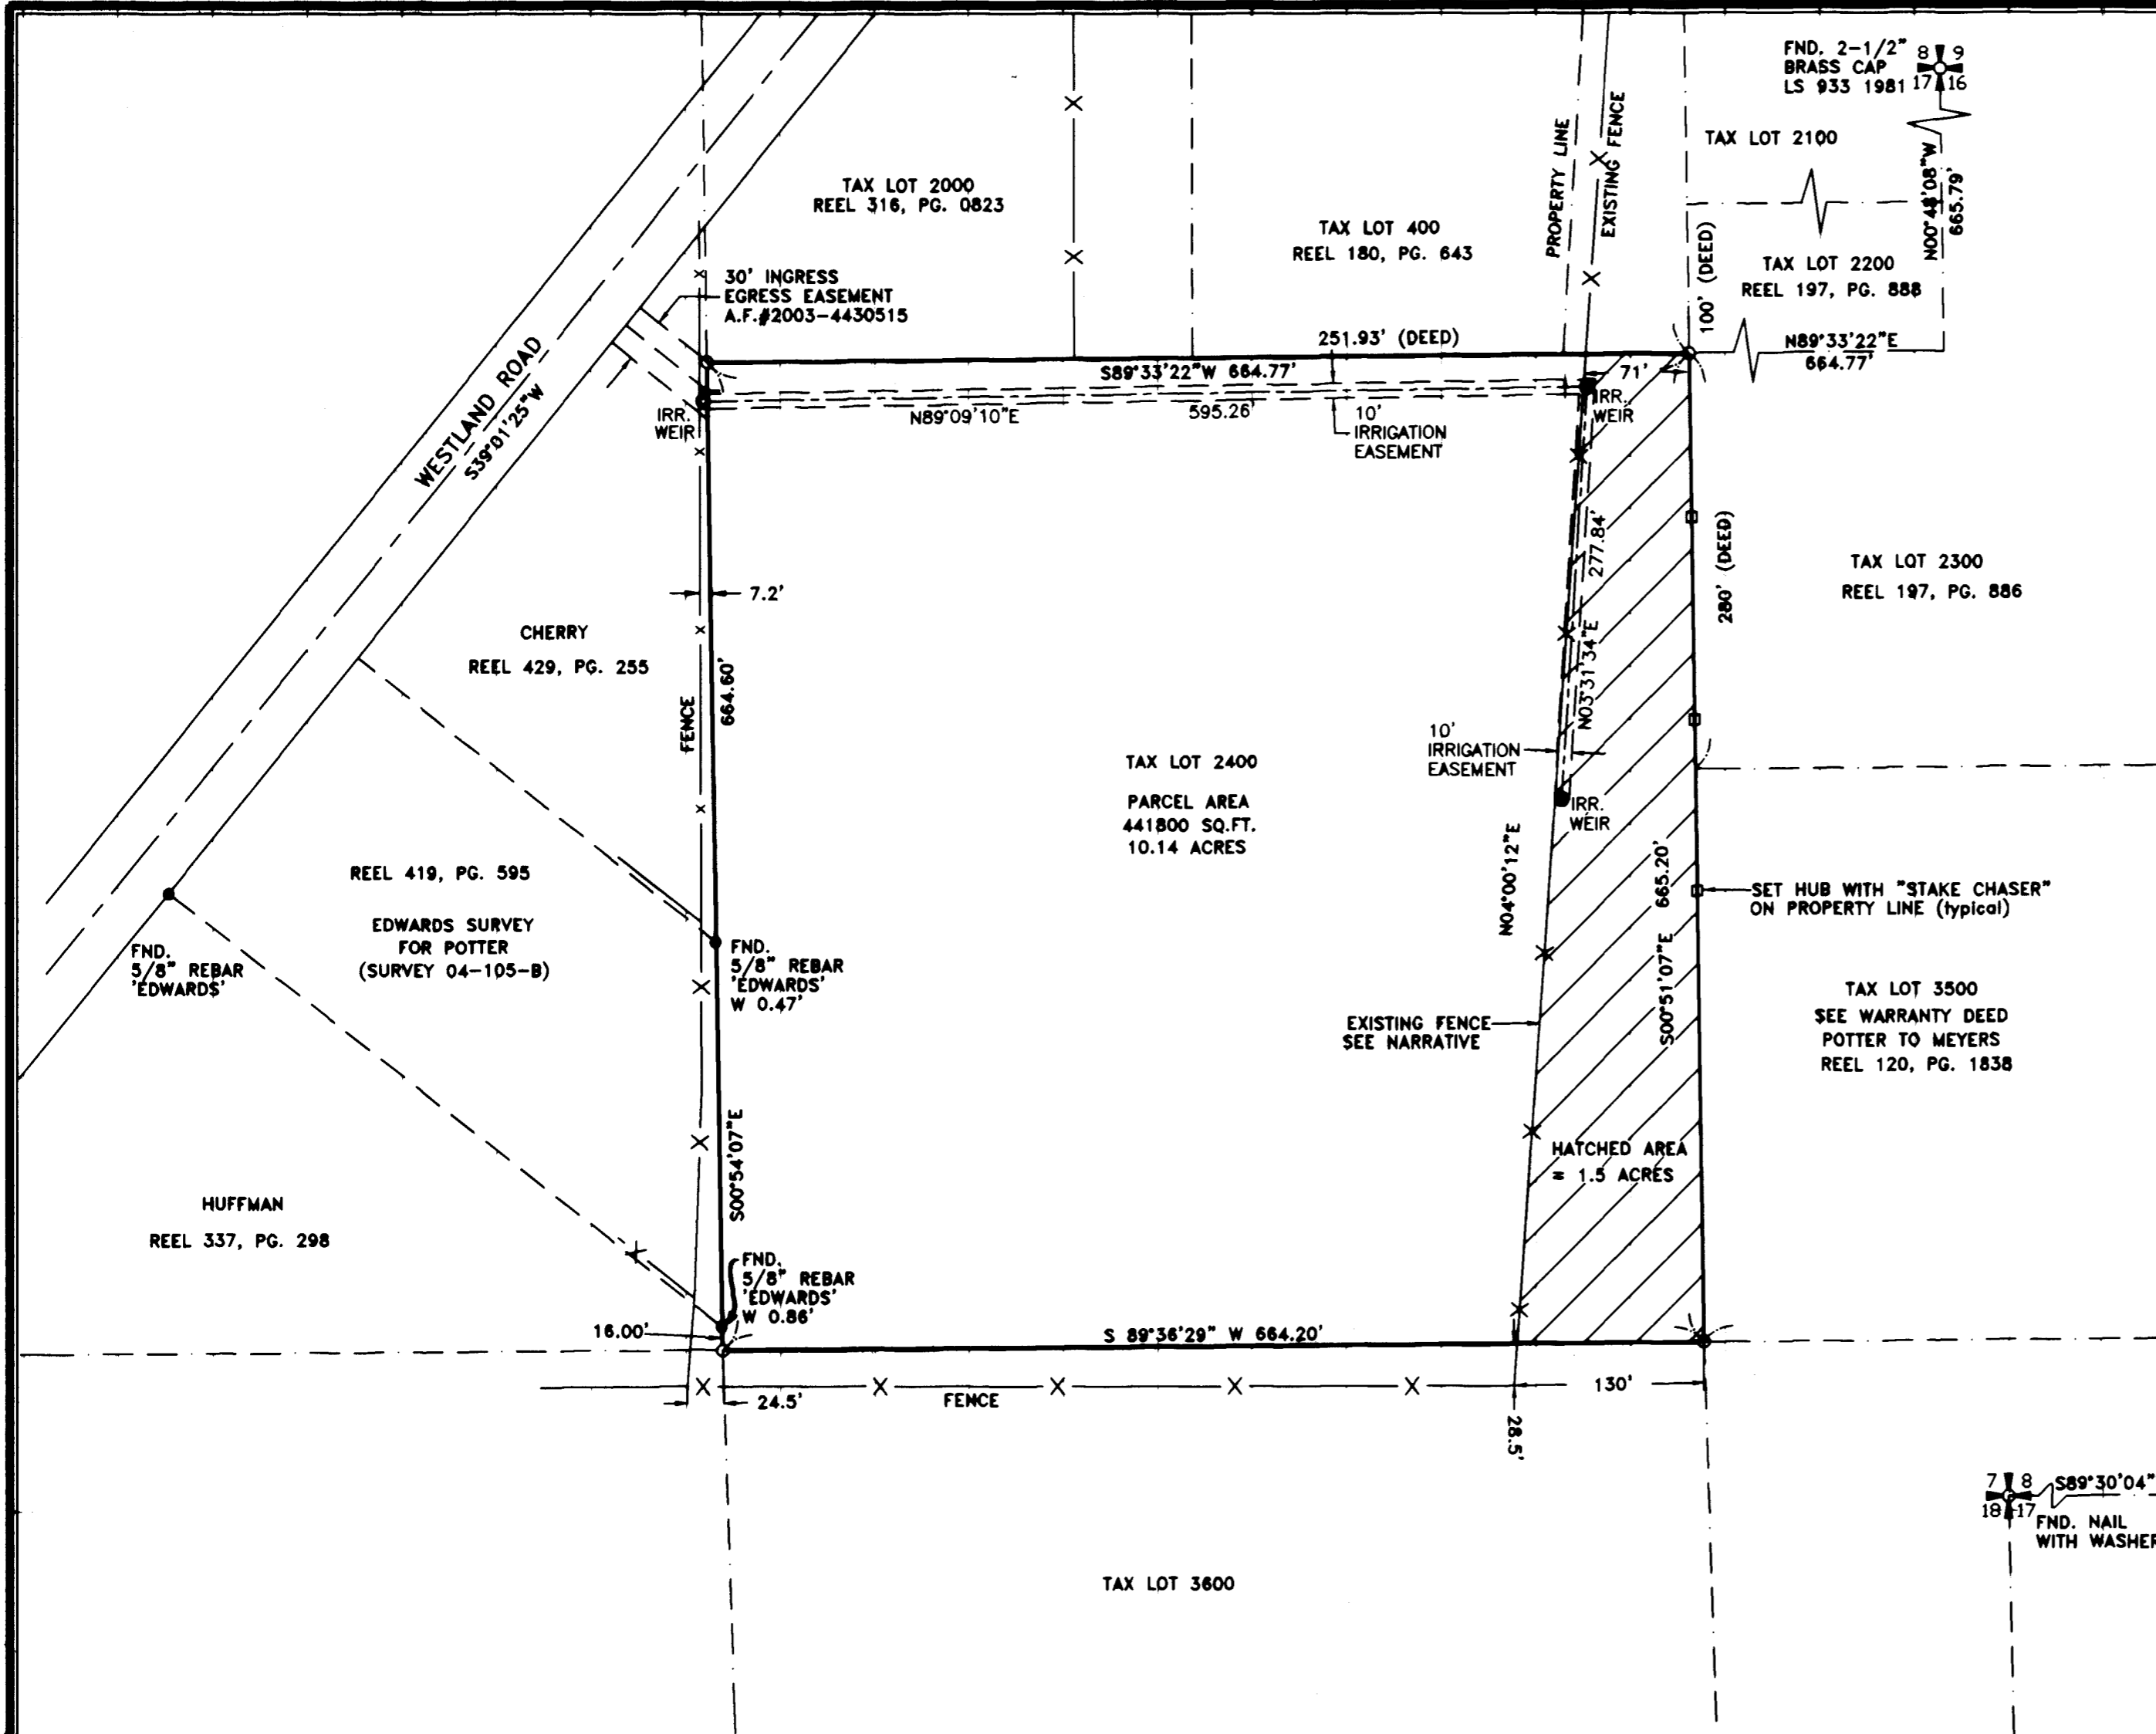 FND. 2-1/2"
BRASS CAP
LS 933 1981
8 9
17 16
TAX LOT 2100
N00°48'08"W
665.79'
TAX LOT 2000
REEL 316, PG. 0823
TAX LOT 400
REEL 180, PG. 643
PROPERTY LINE
EXISTING FENCE
100' (DEED)
TAX LOT 2200
REEL 197, PG. 888
N89°33'22"E
664.77'
30' INGRESS
EGRESS EASEMENT
A.F.#2003-4430515
WESTLAND ROAD
S39°01'25"W
251.93' (DEED)
S89°33'22"W 664.77'
71'
IRR.
WEIR
N89°09'10"E
595.26'
10'
IRRIGATION
EASEMENT
IRR.
WEIR
277.84'
N03°31'34"E
280' (DEED)
TAX LOT 2300
REEL 197, PG. 886
7.2'
CHERRY
REEL 429, PG. 255
FENCE
664.60'
10'
IRRIGATION
EASEMENT
TAX LOT 2400
PARCEL AREA
441800 SQ.FT.
10.14 ACRES
IRR.
WEIR
N04°00'12"E
S00°51'07"E 665.20'
SET HUB WITH "STAKE CHASER"
ON PROPERTY LINE (typical)
REEL 419, PG. 595
EDWARDS SURVEY
FOR POTTER
(SURVEY 04-105-B)
FND.
5/8" REBAR
'EDWARDS'
FND.
5/8" REBAR
'EDWARDS'
W 0.47'
EXISTING FENCE
SEE NARRATIVE
TAX LOT 3500
SEE WARRANTY DEED
POTTER TO MEYERS
REEL 120, PG. 1838
S00°54'07"E
HATCHED AREA
= 1.5 ACRES
HUFFMAN
REEL 337, PG. 298
FND.
5/8" REBAR
'EDWARDS'
W 0.86'
16.00'
S 89°36'29" W 664.20'
24.5'
FENCE
130'
28.5'
7 8
18 17
S89°30'04"
FND. NAIL
WITH WASHER
TAX LOT 3600